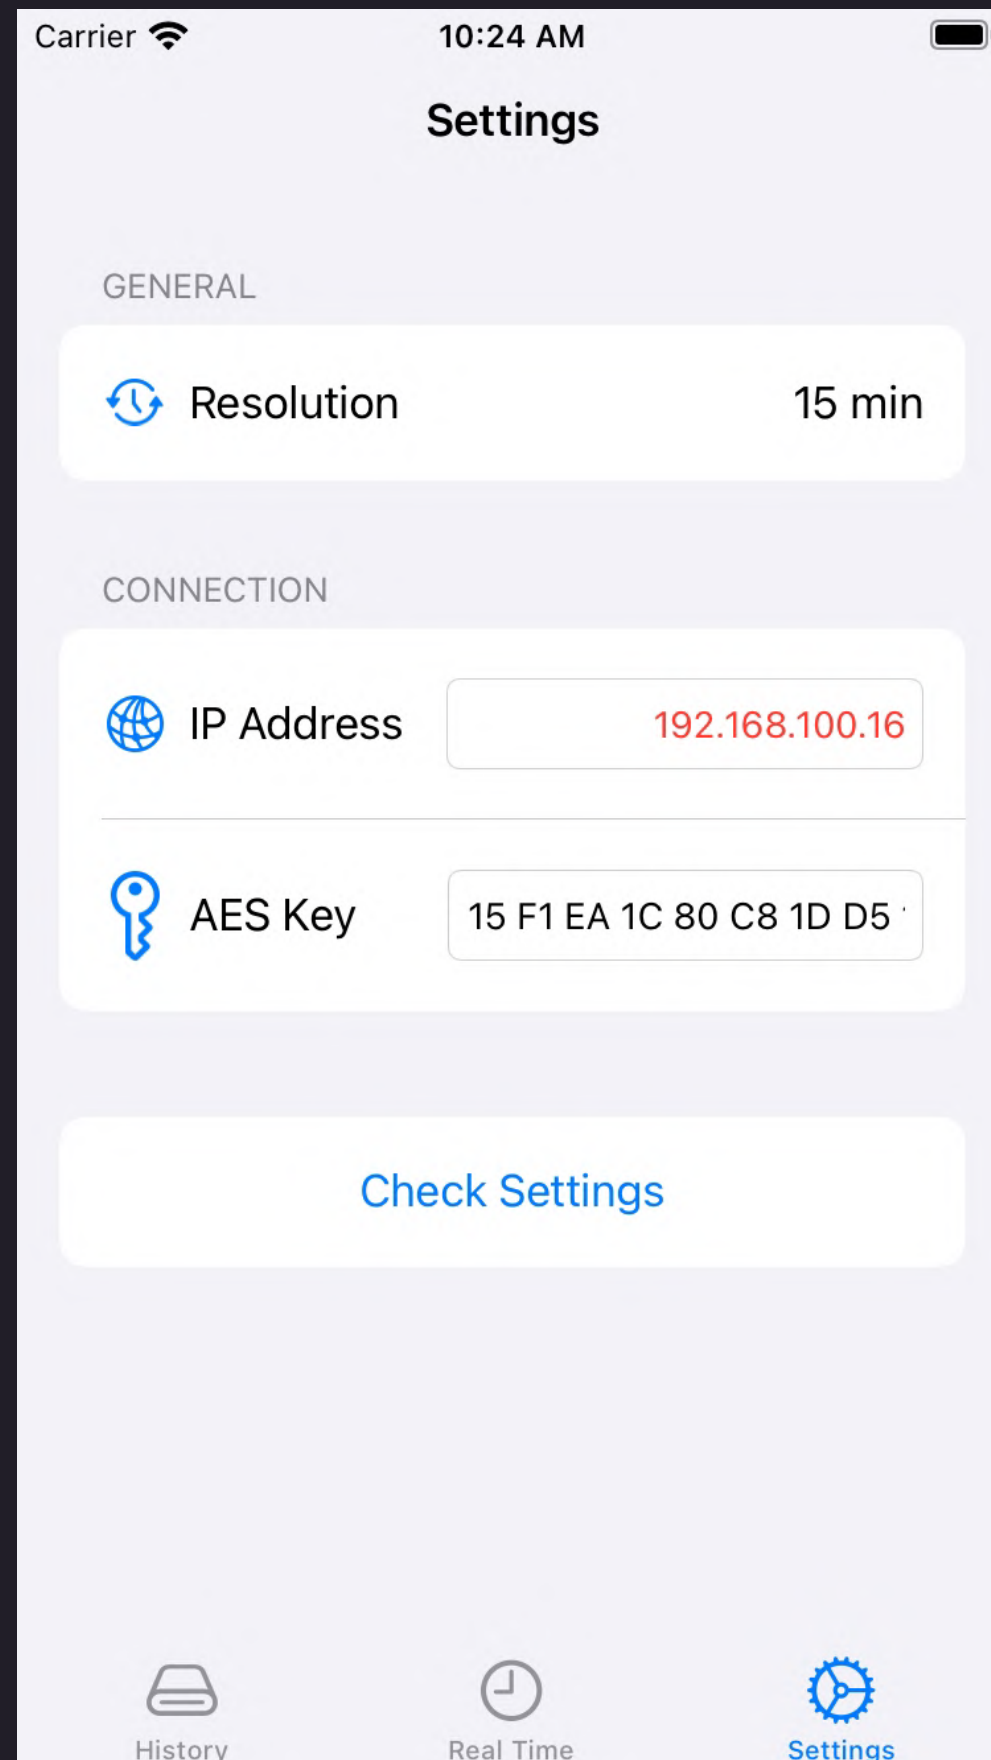 Carrier
10:24 AM
Settings
GENERAL
Resolution 15 min
CONNECTION
IP Address 192.168.100.16
AES Key 15 F1 EA 1C 80 C8 1D D5
Check Settings
History Real Time Settings